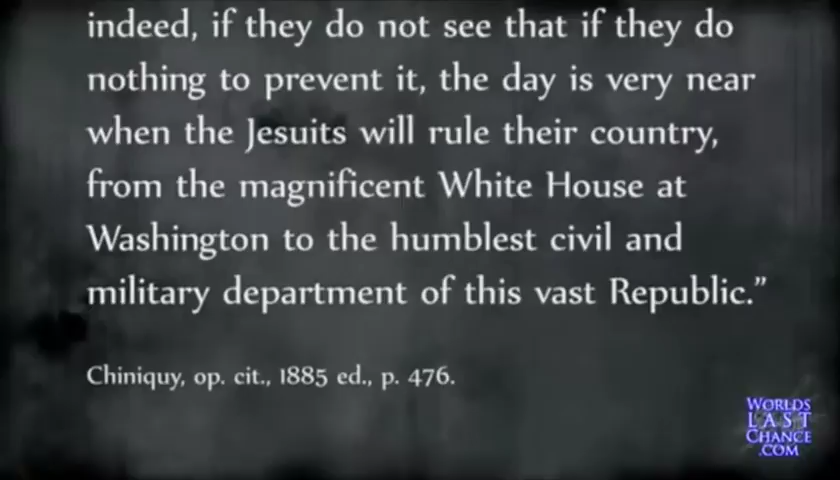 indeed, if they do not see that if they do
nothing to prevent it, the day is very near
when the Jesuits will rule their country,
from the magnificent White House at
Washington to the humblest civil and
military department of this vast Republic.”
Chiniquy, op. cit., 1885 ed., p. 476.
WORLDS
LAST
CHANCE
.COM